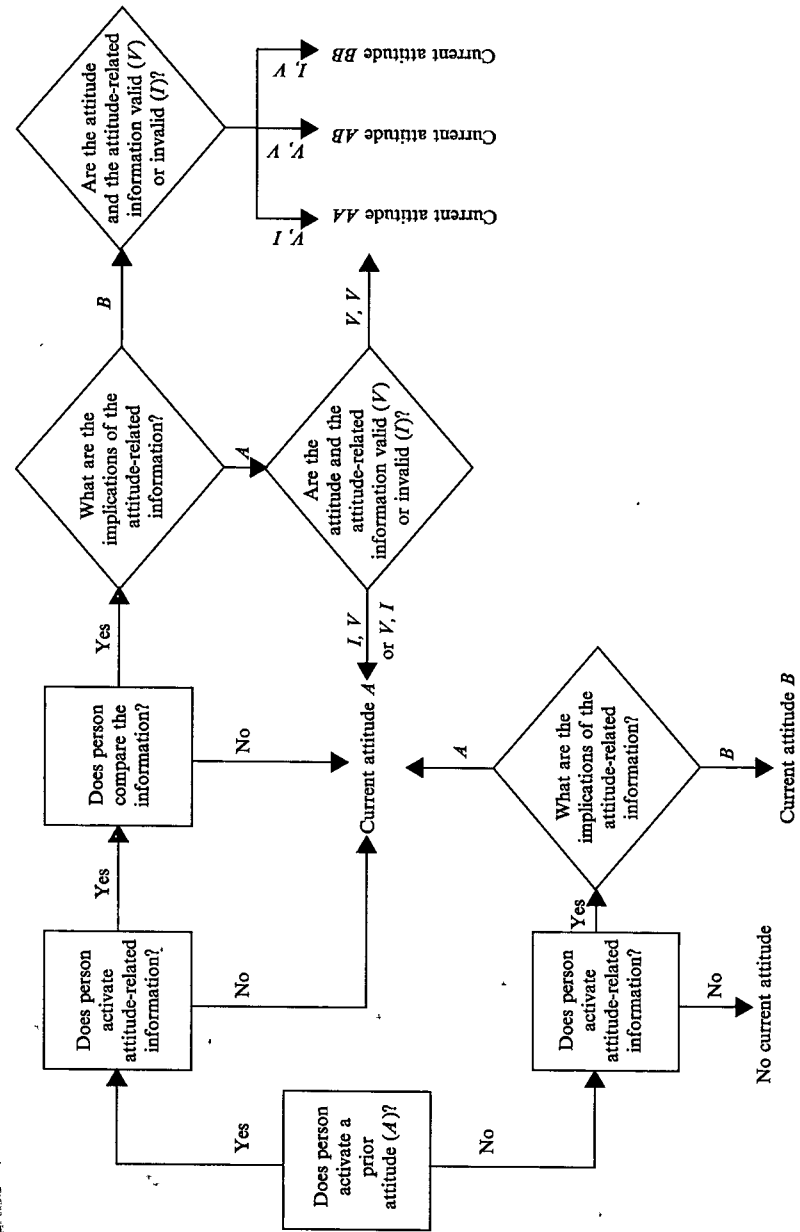 Does person
activate a
prior
attitude (A)?
Yes
No
Does person
activate
attitude-related
information?
Yes
No
Does person
compare the
information?
Yes
No
What are the
implications of the
attitude-related
information?
B
A
Are the attitude
and the attitude-related
information valid (V)
or invalid (I)?
V, I
V, V
I, V
Current attitude AA
Current attitude AB
Current attitude BB
Are the
attitude and the
attitude-related
information valid (V)
or invalid (I)?
V, V
I, V
or V, I
Current attitude A
Does person
activate
attitude-related
information?
Yes
No
No current attitude
What are the
implications of the
attitude-related
information?
A
B
Current attitude B